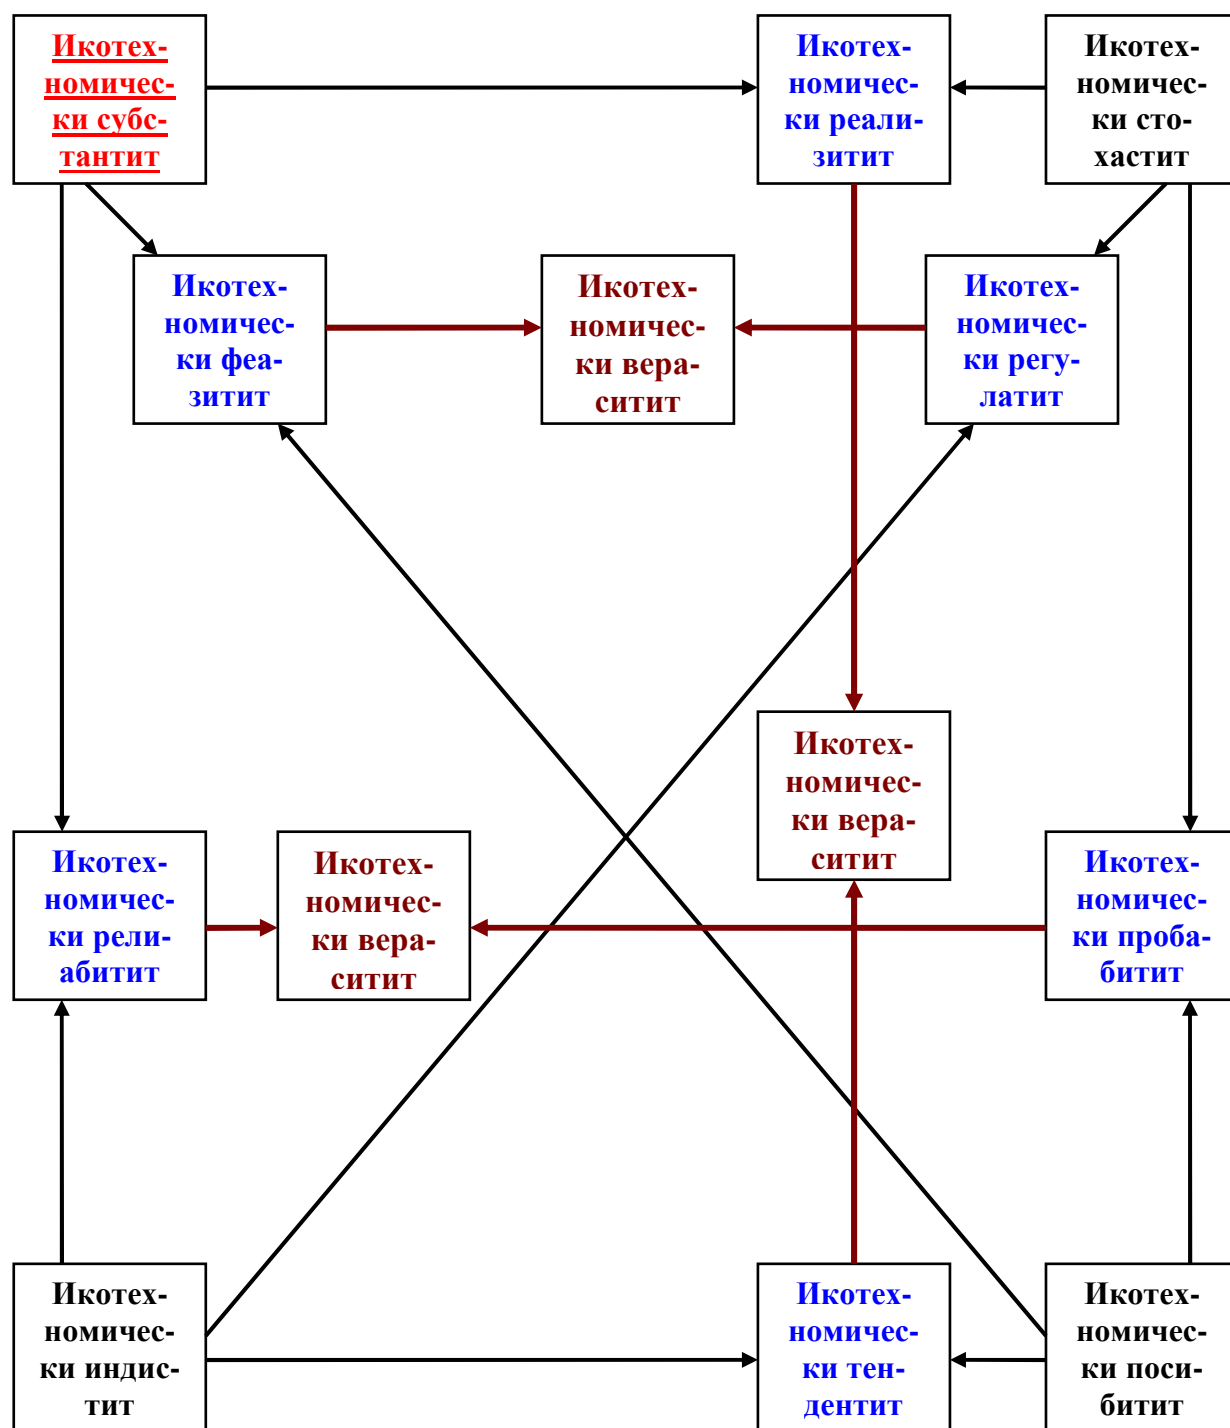 Икотех-
номичес-
ки субс-
тантит
Икотех-
номичес-
ки реали-
зитит
Икотех-
номичес-
ки сто-
хастит
Икотех-
номичес-
ки феа-
зитит
Икотех-
номичес-
ки вера-
ситит
Икотех-
номичес-
ки регу-
латит
Икотех-
номичес-
ки вера-
ситит
Икотех-
номичес-
ки рели-
абитит
Икотех-
номичес-
ки вера-
ситит
Икотех-
номичес-
ки проба-
битит
Икотех-
номичес-
ки индис-
тит
Икотех-
номичес-
ки тен-
дентит
Икотех-
номичес-
ки поси-
битит